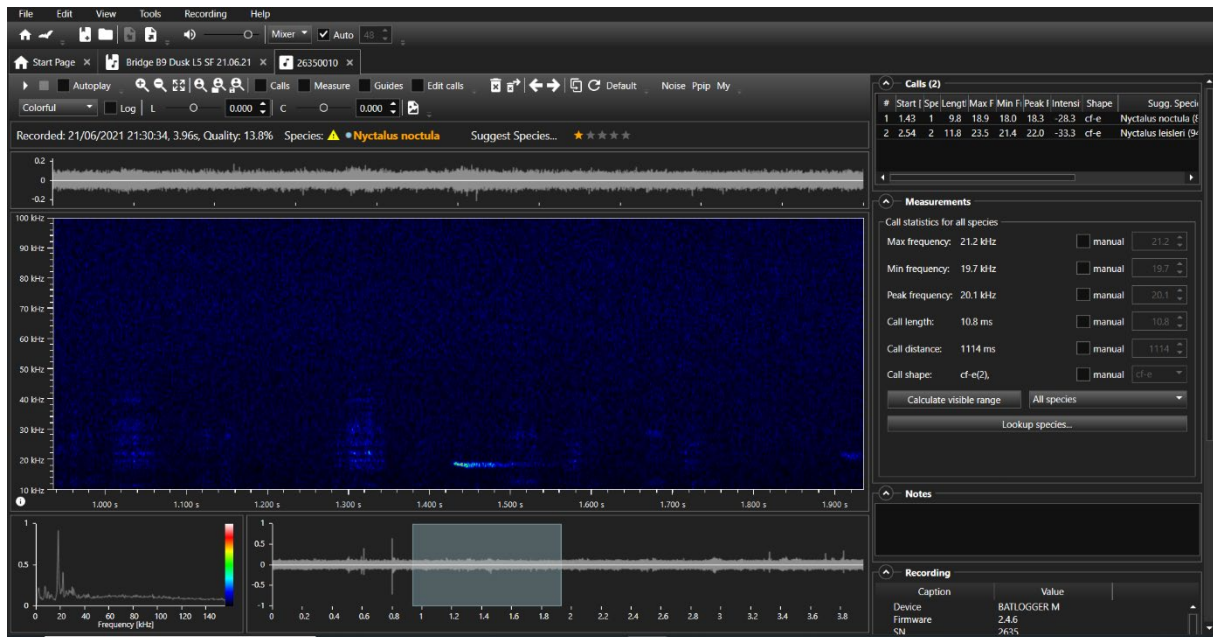 File Edit View Tools Recording Help
Mixer Auto 48
Start Page × Bridge B9 Dusk L5 SF 21.06.21 × 26350010 ×
Autoplay Calls Measure Guides Edit calls Default Noise Ppip My
Colorful Log L 0.000 C 0.000
Recorded: 21/06/2021 21:30:34, 3.96s, Quality: 13.8% Species: Nyctalus noctula Suggest Species...
0.2
0
-0.2
100 kHz
90 kHz
80 kHz
70 kHz
60 kHz
50 kHz
40 kHz
30 kHz
20 kHz
10 kHz
1.000 s 1.100 s 1.200 s 1.300 s 1.400 s 1.500 s 1.600 s 1.700 s 1.800 s 1.900 s
1
0.5
0
0 20 40 60 80 100 120 140
Frequency [kHz]
1
0.5
0
-0.5
-1
0 0.2 0.4 0.6 0.8 1 1.2 1.4 1.6 1.8 2 2.2 2.4 2.6 2.8 3 3.2 3.4 3.6 3.8
Calls (2)
# Start [ Spe Lengt Max F Min Fr Peak F Intensi Shape Sugg. Speci
1 1.43 1 9.8 18.9 18.0 18.3 -28.3 cf-e Nyctalus noctula (8
2 2.54 2 11.8 23.5 21.4 22.0 -33.3 cf-e Nyctalus leisleri (94
Measurements
Call statistics for all species
Max frequency: 21.2 kHz manual 21.2
Min frequency: 19.7 kHz manual 19.7
Peak frequency: 20.1 kHz manual 20.1
Call length: 10.8 ms manual 10.8
Call distance: 1114 ms manual 1114
Call shape: cf-e(2), manual cf-e
Calculate visible range All species
Lookup species...
Notes
Recording
Caption Value
Device BATLOGGER M
Firmware 2.4.6
SN 2635